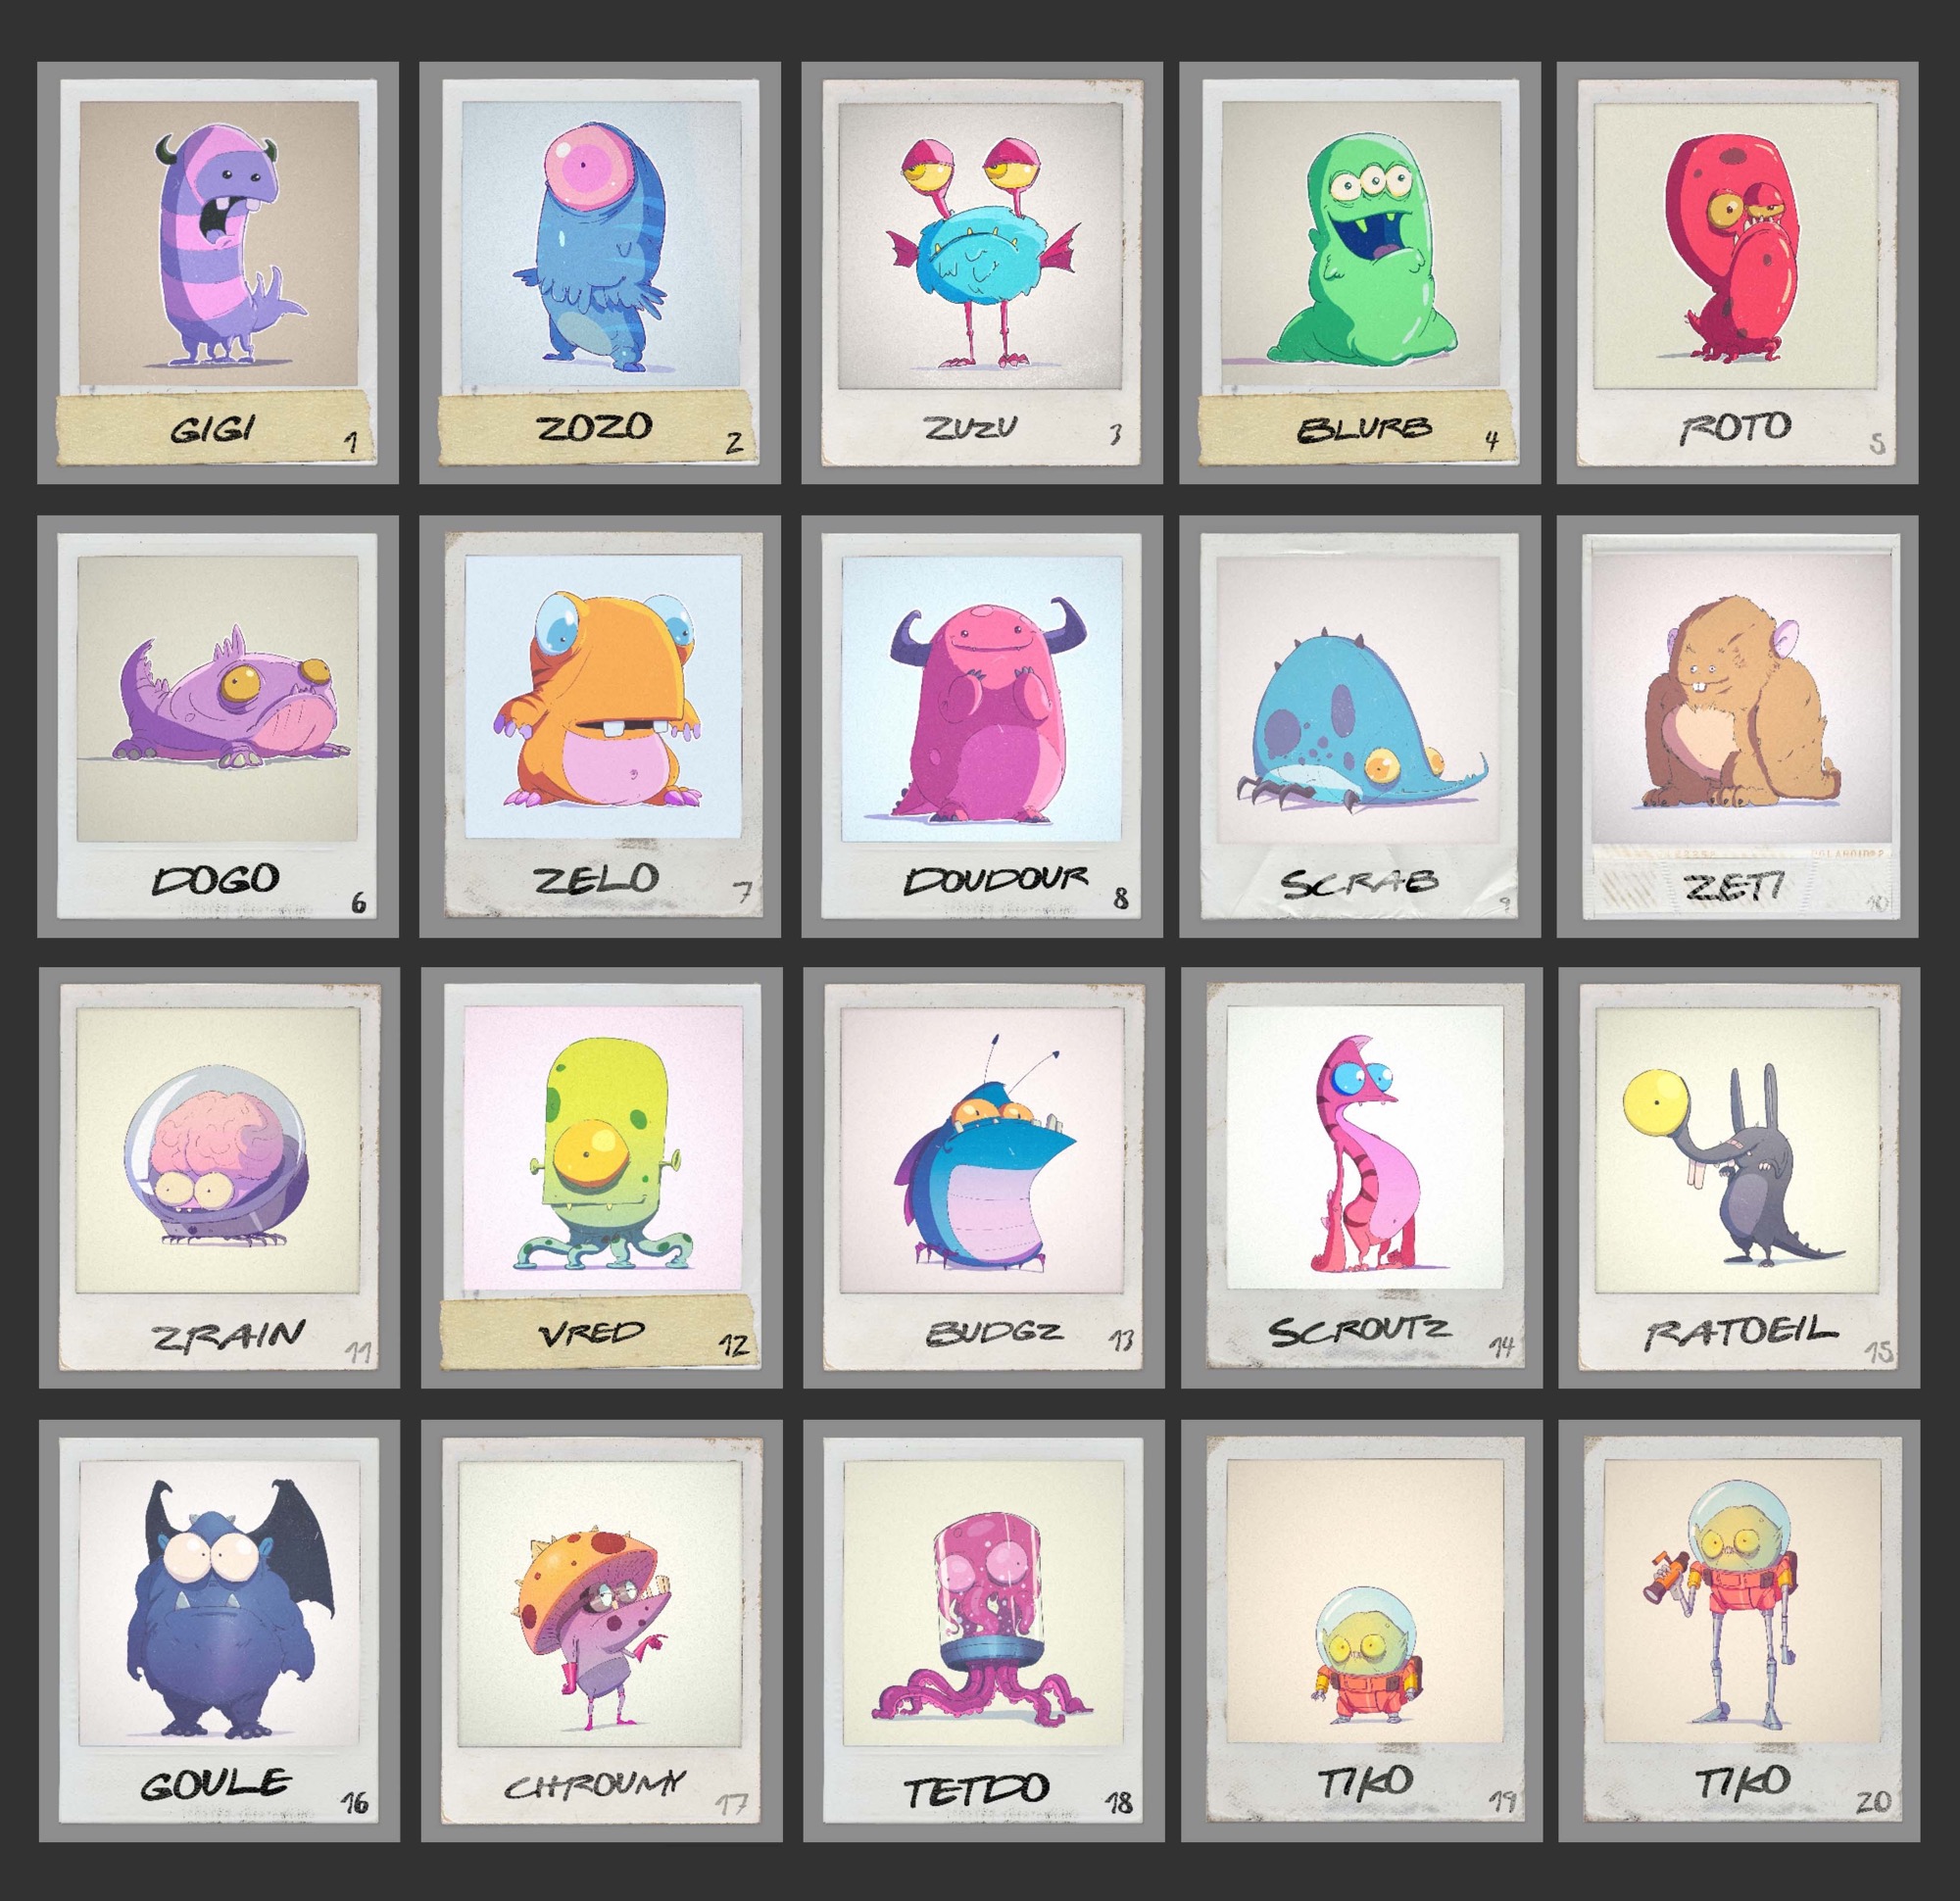 GIGI 1
ZOZO 2
ZUZU 3
BLURB 4
ROTO 5
DOGO 6
ZELO 7
DOUDOUR 8
SCRAB 9
ZETI 10
ZRAIN 11
VRED 12
BUDGZ 13
SCROUTZ 14
RATOEIL 15
GOULE 16
CHROUMY 17
TETDO 18
TIKO 19
TIKO 20